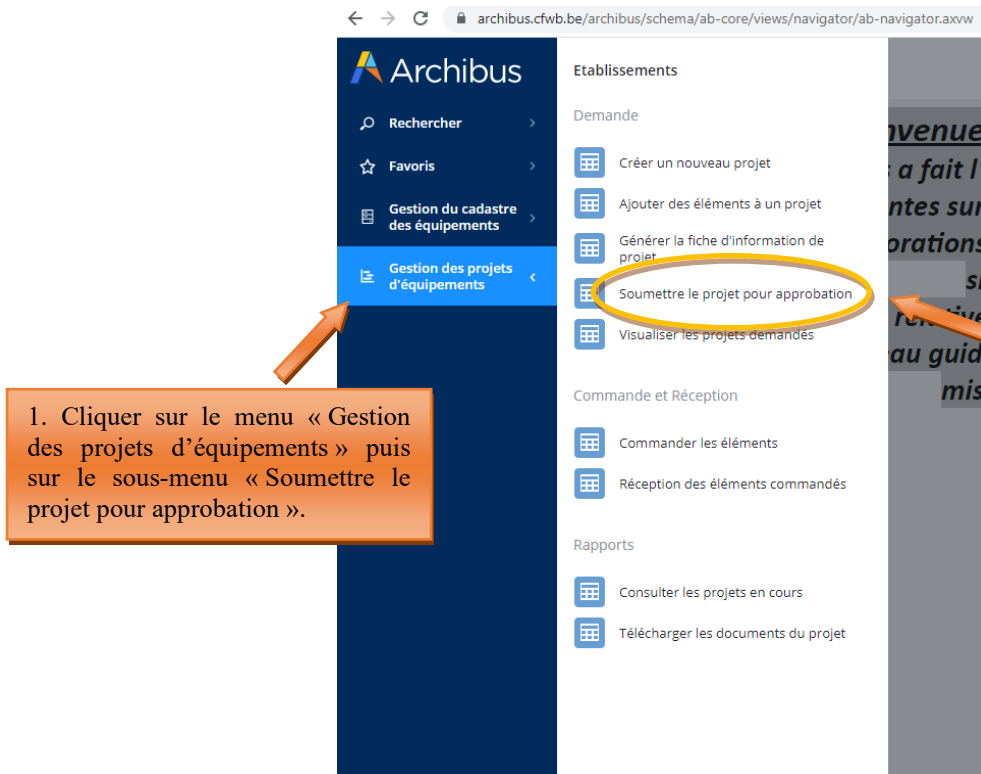 archibus.cfwb.be/archibus/schema/ab-core/views/navigator/ab-navigator.axvw
Archibus
Rechercher
Favoris
Gestion du cadastre
des équipements
Gestion des projets
d'équipements
Etablissements
Demande
Créer un nouveau projet
Ajouter des éléments à un projet
Générer la fiche d'information de
projet
Soumettre le projet pour approbation
Visualiser les projets demandés
Commande et Réception
Commander les éléments
Réception des éléments commandés
Rapports
Consulter les projets en cours
Télécharger les documents du projet
nvenue
a fait l'
ntes sur
orations
relative
au guid
mis
1. Cliquer sur le menu « Gestion
des projets d'équipements » puis
sur le sous-menu « Soumettre le
projet pour approbation ».